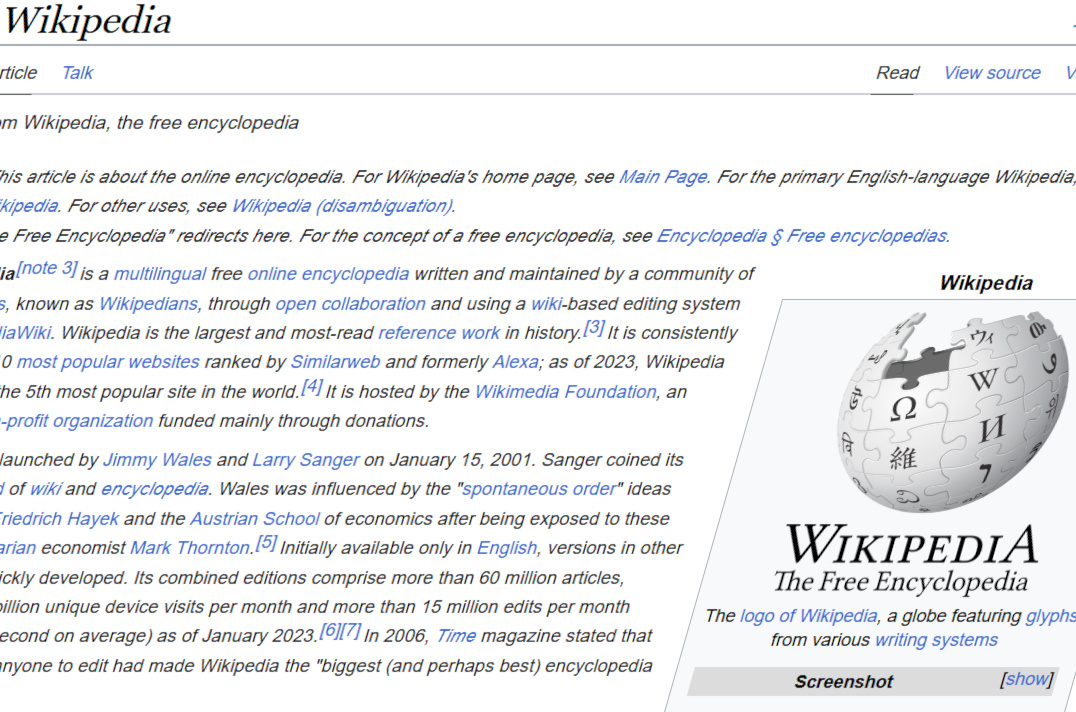 Wikipedia
rticle Talk Read View source V
om Wikipedia, the free encyclopedia
his article is about the online encyclopedia. For Wikipedia's home page, see Main Page. For the primary English-language Wikipedia,
ikipedia. For other uses, see Wikipedia (disambiguation).
e Free Encyclopedia" redirects here. For the concept of a free encyclopedia, see Encyclopedia § Free encyclopedias.
ia[note 3] is a multilingual free online encyclopedia written and maintained by a community of
s, known as Wikipedians, through open collaboration and using a wiki-based editing system
iaWiki. Wikipedia is the largest and most-read reference work in history.[3] It is consistently
0 most popular websites ranked by Similarweb and formerly Alexa; as of 2023, Wikipedia
he 5th most popular site in the world.[4] It is hosted by the Wikimedia Foundation, an
-profit organization funded mainly through donations.
launched by Jimmy Wales and Larry Sanger on January 15, 2001. Sanger coined its
d of wiki and encyclopedia. Wales was influenced by the "spontaneous order" ideas
Friedrich Hayek and the Austrian School of economics after being exposed to these
arian economist Mark Thornton.[5] Initially available only in English, versions in other
ickly developed. Its combined editions comprise more than 60 million articles,
billion unique device visits per month and more than 15 million edits per month
econd on average) as of January 2023.[6][7] In 2006, Time magazine stated that
nyone to edit had made Wikipedia the "biggest (and perhaps best) encyclopedia
Wikipedia
ウィ
W
Ω
И
維
WIKIPEDIA
The Free Encyclopedia
The logo of Wikipedia, a globe featuring glyphs
from various writing systems
Screenshot [show]